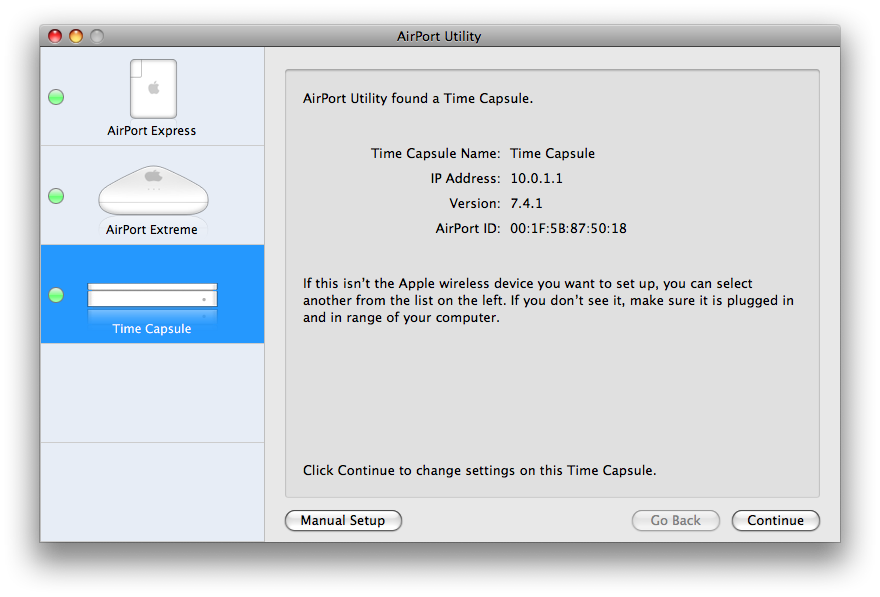 AirPort Utility
AirPort Express
AirPort Extreme
Time Capsule
AirPort Utility found a Time Capsule.
Time Capsule Name: Time Capsule
IP Address: 10.0.1.1
Version: 7.4.1
AirPort ID: 00:1F:5B:87:50:18
If this isn’t the Apple wireless device you want to set up, you can select
another from the list on the left. If you don’t see it, make sure it is plugged in
and in range of your computer.
Click Continue to change settings on this Time Capsule.
Manual Setup
Go Back
Continue